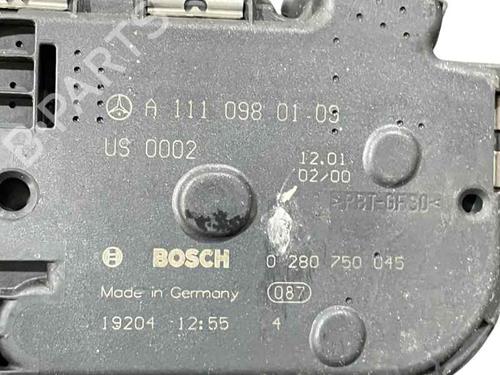 A 111 098 01 09
US 0002
12.01
02/00
>PBT-GF30<
BOSCH 0 280 750 045
Made in Germany 087
19204 12:55 4